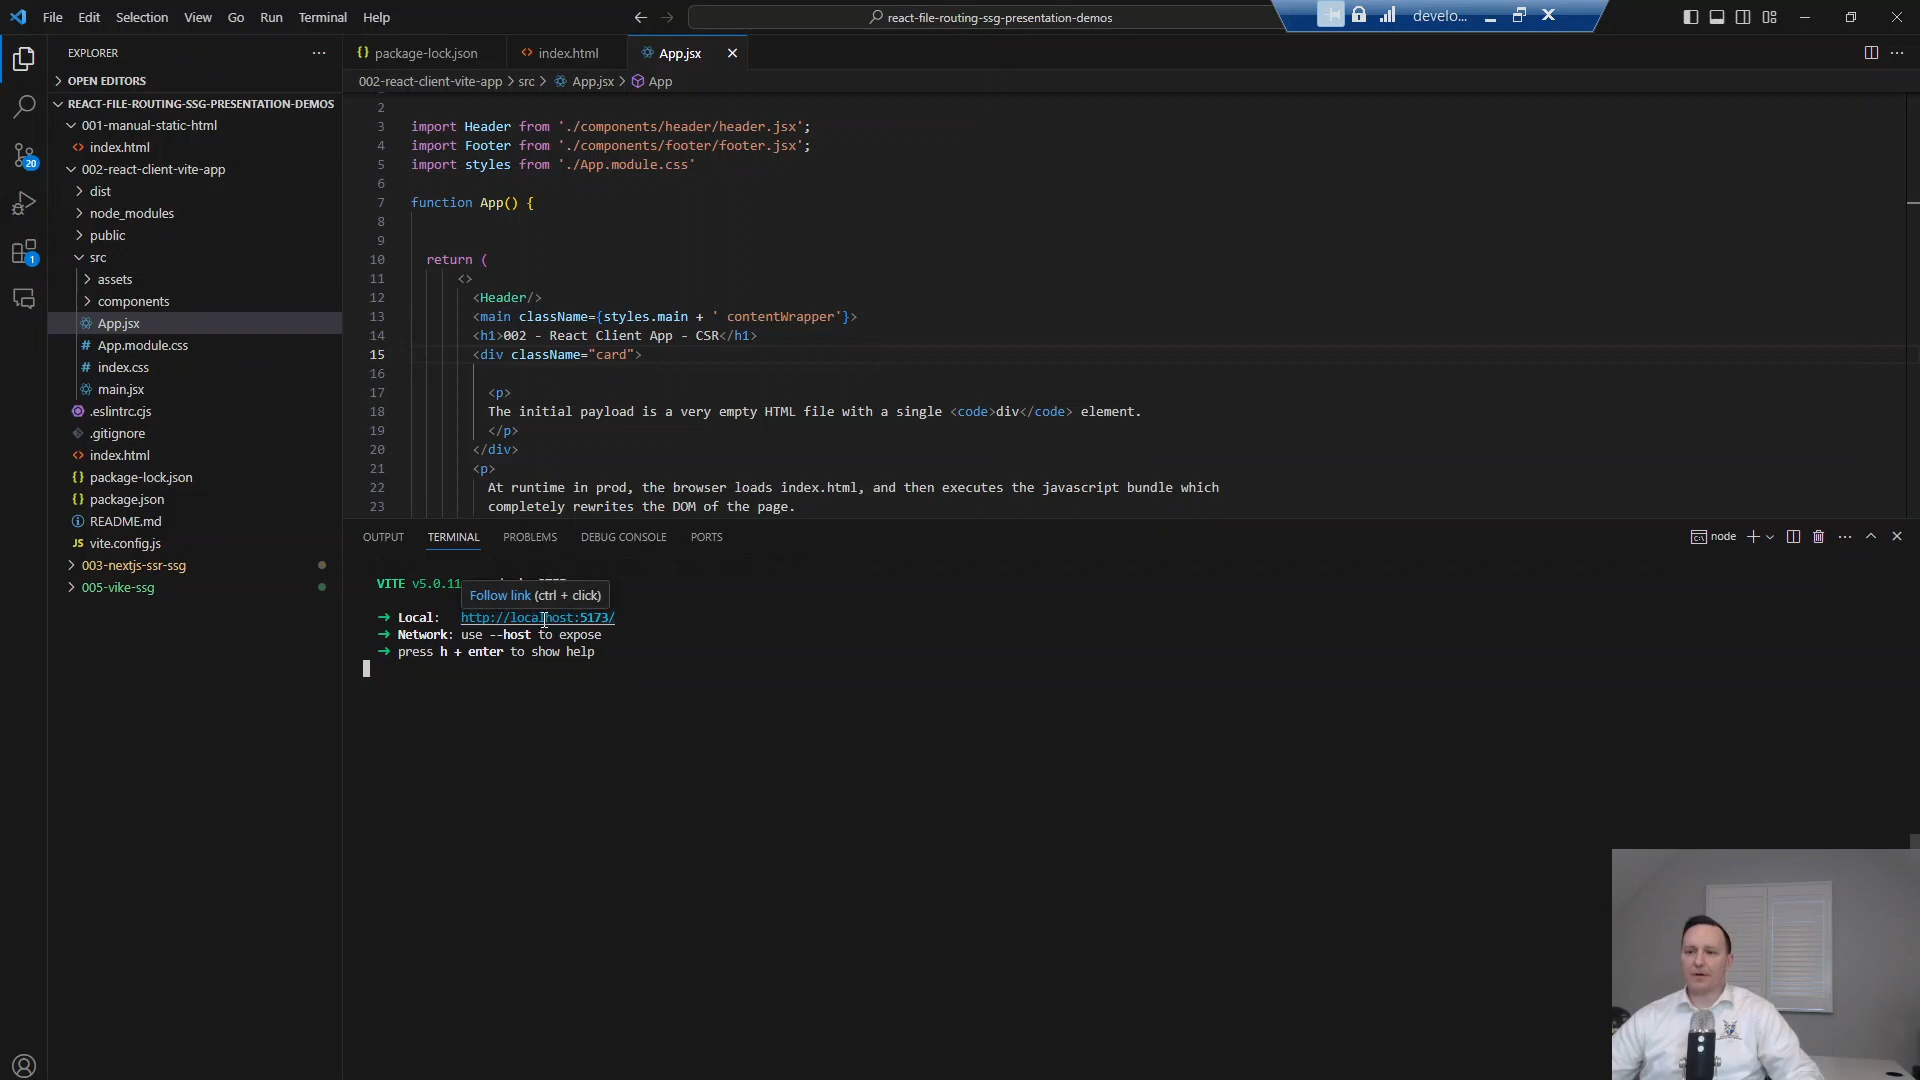 File Edit Selection View Go Run Terminal Help
react-file-routing-ssg-presentation-demos
develo...
EXPLORER
OPEN EDITORS
REACT-FILE-ROUTING-SSG-PRESENTATION-DEMOS
001-manual-static-html
index.html
002-react-client-vite-app
dist
node_modules
public
src
assets
components
App.jsx
App.module.css
index.css
main.jsx
.eslintrc.cjs
.gitignore
index.html
package-lock.json
package.json
README.md
vite.config.js
003-nextjs-ssr-ssg
005-vike-ssg
20
1
package-lock.json index.html App.jsx
002-react-client-vite-app > src > App.jsx > App
2
3 import Header from './components/header/header.jsx';
4 import Footer from './components/footer/footer.jsx';
5 import styles from './App.module.css'
6
7 function App() {
8
9
10 return (
11 <>
12 <Header/>
13 <main className={styles.main + ' contentWrapper'}>
14 <h1>002 - React Client App - CSR</h1>
15 <div className="card">
16
17 <p>
18 The initial payload is a very empty HTML file with a single <code>div</code> element.
19 </p>
20 </div>
21 <p>
22 At runtime in prod, the browser loads index.html, and then executes the javascript bundle which
23 completely rewrites the DOM of the page.
OUTPUT TERMINAL PROBLEMS DEBUG CONSOLE PORTS
node
VITE v5.0.11
Follow link (ctrl + click)
➜ Local: http://localhost:5173/
➜ Network: use --host to expose
➜ press h + enter to show help